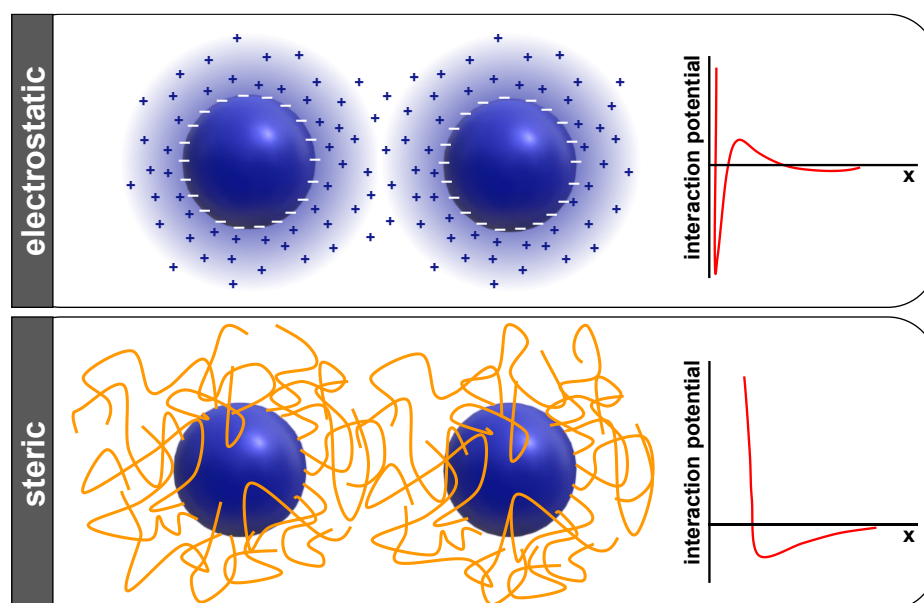 electrostatic
interaction potential
x
steric
interaction potential
x